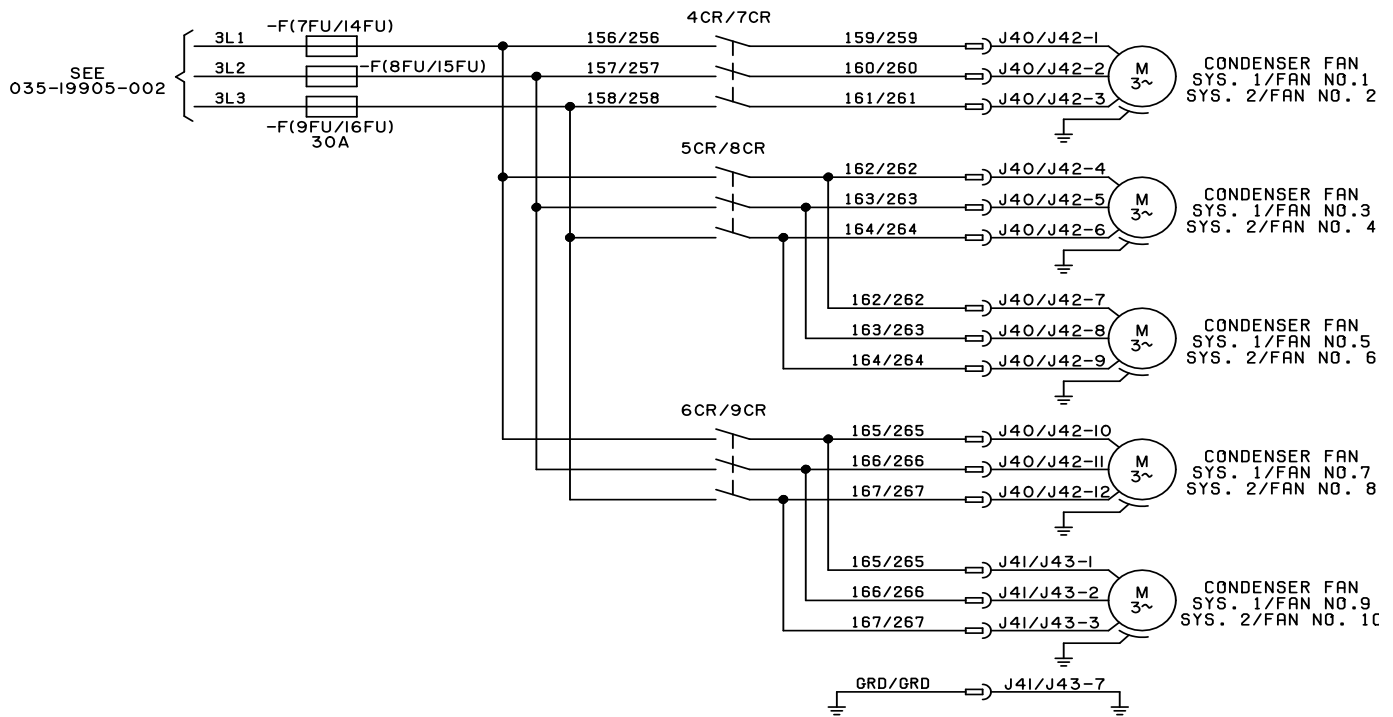 -F(7FU/14FU)
4CR/7CR
3L1
156/256
159/259
J40/J42-1
SEE
035-19905-002
3L2
-F(8FU/15FU)
157/257
160/260
J40/J42-2
M
3~
CONDENSER FAN
SYS. 1/FAN NO.1
SYS. 2/FAN NO. 2
3L3
158/258
161/261
J40/J42-3
-F(9FU/16FU)
30A
5CR/8CR
162/262
J40/J42-4
163/263
J40/J42-5
M
3~
CONDENSER FAN
SYS. 1/FAN NO.3
SYS. 2/FAN NO. 4
164/264
J40/J42-6
162/262
J40/J42-7
163/263
J40/J42-8
M
3~
CONDENSER FAN
SYS. 1/FAN NO.5
SYS. 2/FAN NO. 6
164/264
J40/J42-9
6CR/9CR
165/265
J40/J42-10
166/266
J40/J42-11
M
3~
CONDENSER FAN
SYS. 1/FAN NO.7
SYS. 2/FAN NO. 8
167/267
J40/J42-12
165/265
J41/J43-1
166/266
J41/J43-2
M
3~
CONDENSER FAN
SYS. 1/FAN NO.9
SYS. 2/FAN NO. 10
167/267
J41/J43-3
GRD/GRD
J41/J43-7